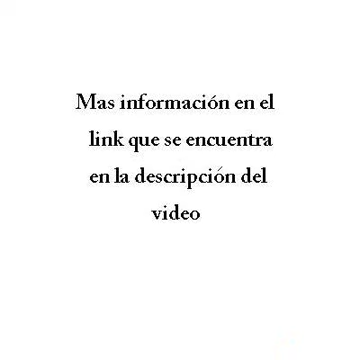 Mas información en el
link que se encuentra
en la descripción del
video